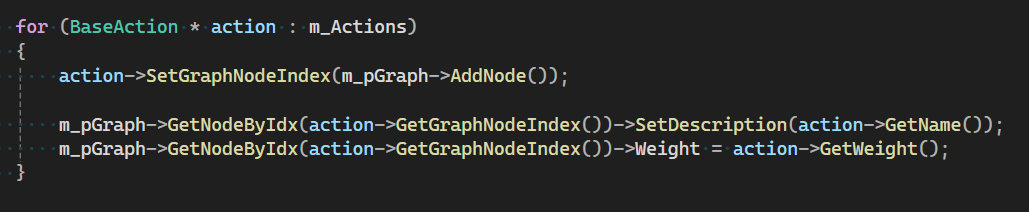 for (BaseAction * action : m_Actions)
{
    action->SetGraphNodeIndex(m_pGraph->AddNode());

    m_pGraph->GetNodeByIdx(action->GetGraphNodeIndex())->SetDescription(action->GetName());
    m_pGraph->GetNodeByIdx(action->GetGraphNodeIndex())->Weight = action->GetWeight();
}